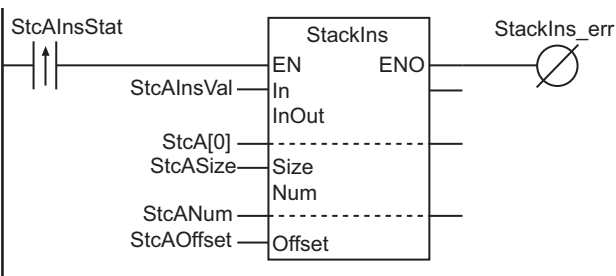 StcAInsStat
StackIns
StackIns_err
EN
ENO
StcAInsVal
In
InOut
StcA[0]
StcASize
Size
Num
StcANum
StcAOffset
Offset